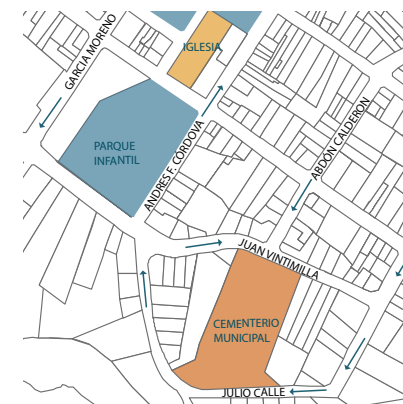 IGLESIA
GARCIA MORENO
PARQUE
INFANTIL
ANDRES F. CORDOVA
ABDON CALDERON
JUAN VINTIMILLA
CEMENTERIO
MUNICIPAL
JULIO CALLE